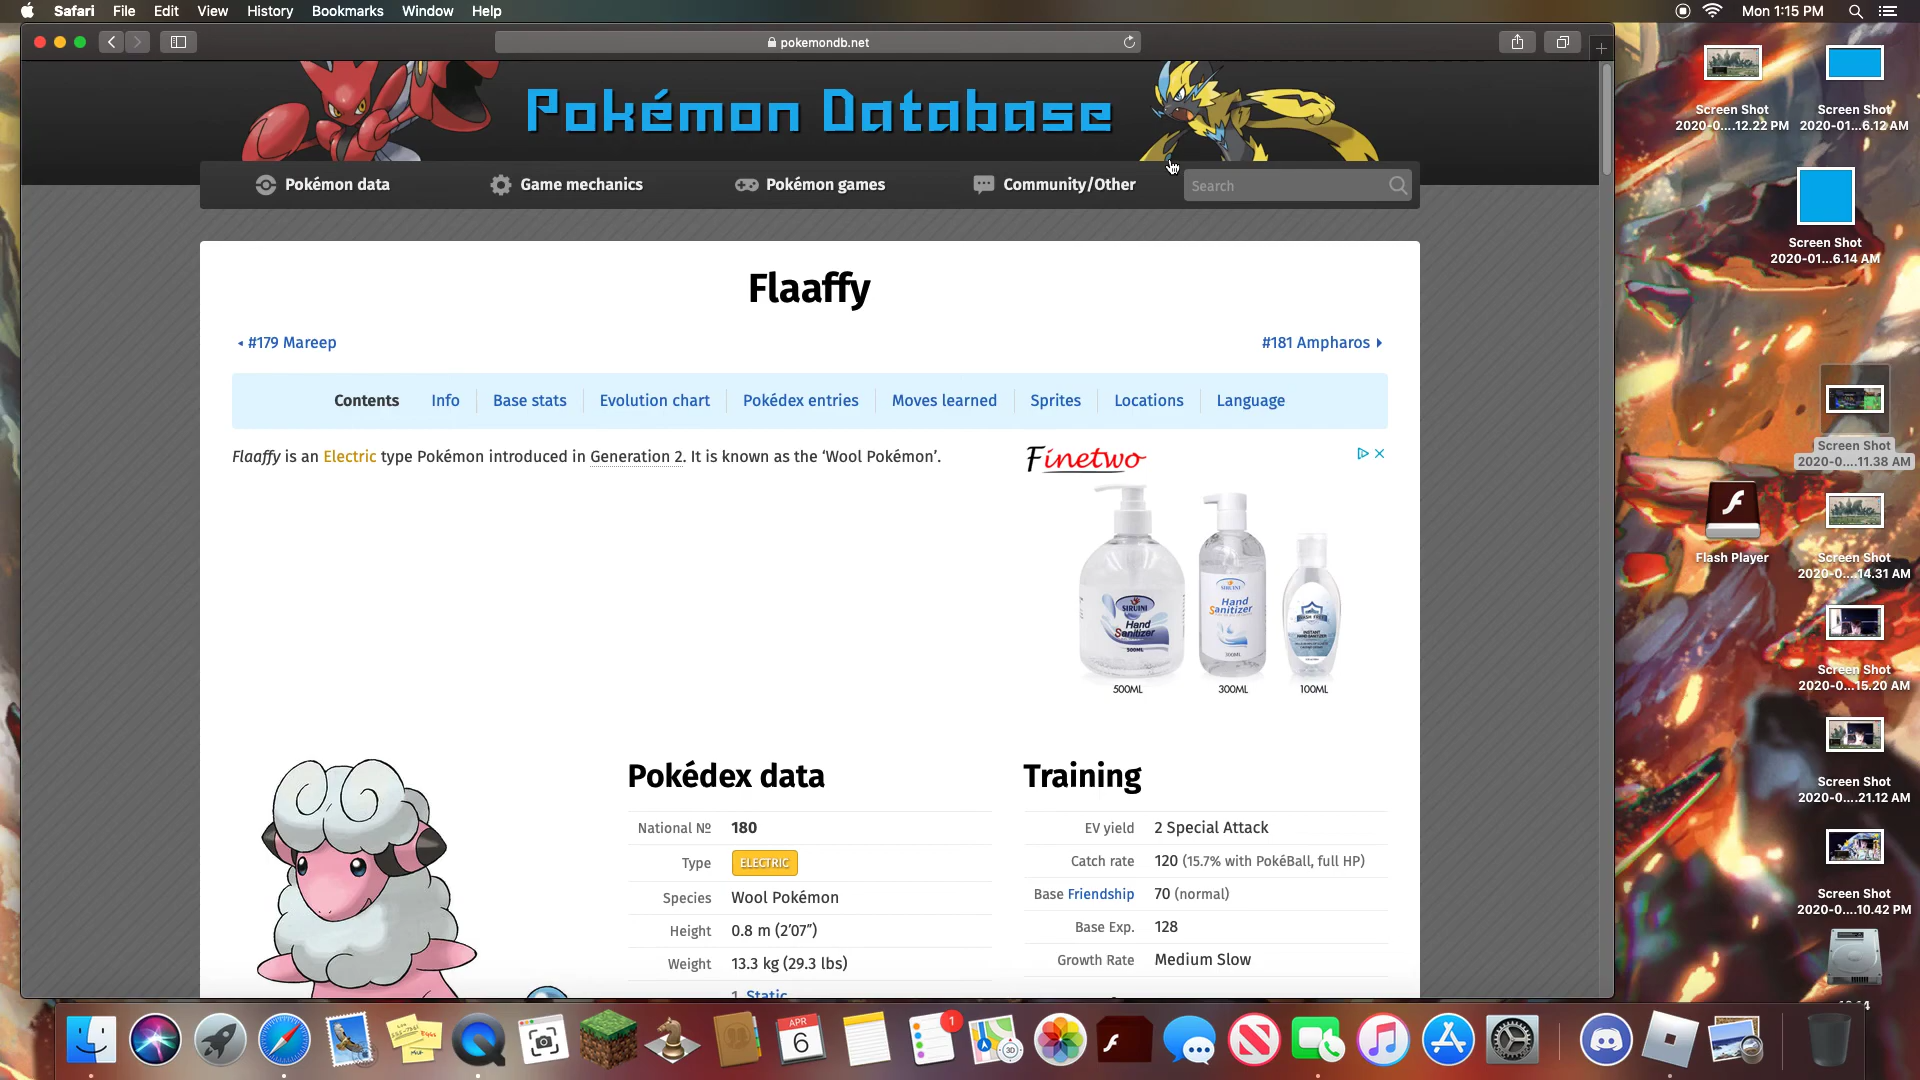 Safari File Edit View History Bookmarks Window Help
Mon 1:15 PM
pokemondb.net
Pokémon Database
Pokémon data
Game mechanics
Pokémon games
Community/Other
Search
Flaaffy
#179 Mareep
#181 Ampharos
Contents Info Base stats Evolution chart Pokédex entries Moves learned Sprites Locations Language
Flaaffy is an Electric type Pokémon introduced in Generation 2. It is known as the ‘Wool Pokémon’.
Finetwo
SIRUINI
Hand
Sanitizer
500ML
Hand
Sanitizer
300ML
INSTANT
HAND SANITIZER
500ML
300ML
100ML
Pokédex data
National № 180
Type ELECTRIC
Species Wool Pokémon
Height 0.8 m (2′07″)
Weight 13.3 kg (29.3 lbs)
1. Static
Training
EV yield 2 Special Attack
Catch rate 120 (15.7% with PokéBall, full HP)
Base Friendship 70 (normal)
Base Exp. 128
Growth Rate Medium Slow
Screen Shot
2020-0....12.22 PM
Screen Shot
2020-01...6.12 AM
Screen Shot
2020-01...6.14 AM
Screen Shot
2020-0....11.38 AM
Flash Player
Screen Shot
2020-0....14.31 AM
Screen Shot
2020-0...15.20 AM
Screen Shot
2020-0....21.12 AM
Screen Shot
2020-0....10.42 PM
APR
6
1
3D